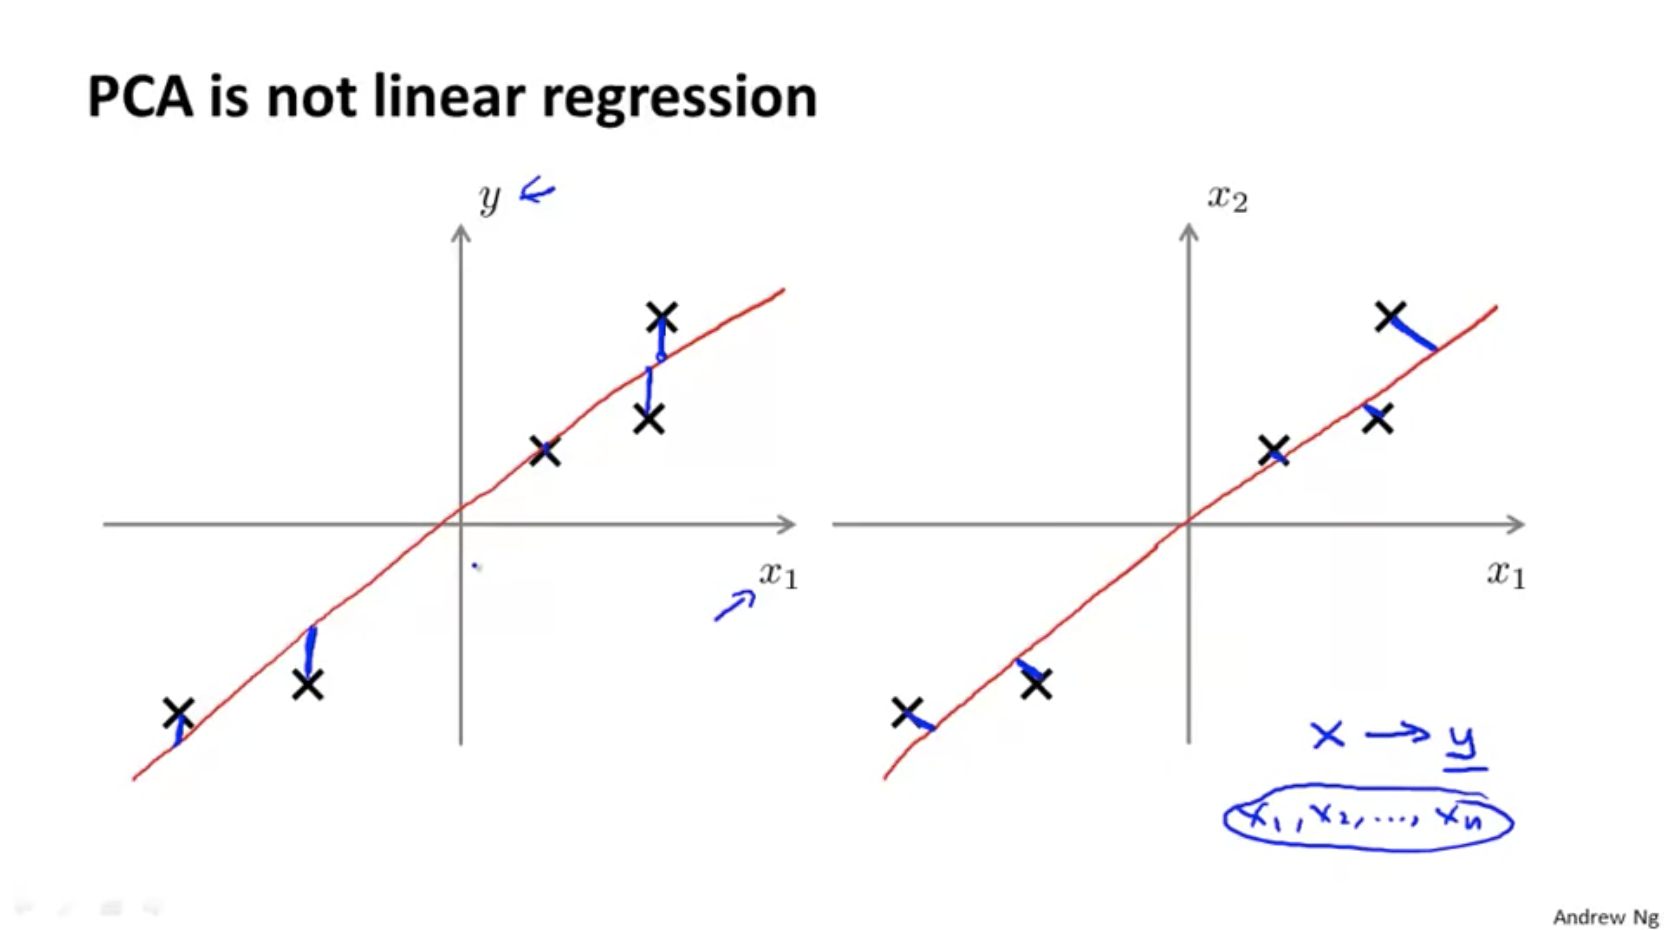 PCA is not linear regression
y ←
x₂
x₁
x₁
x → y
x₁, x₂, ..., xₙ
Andrew Ng